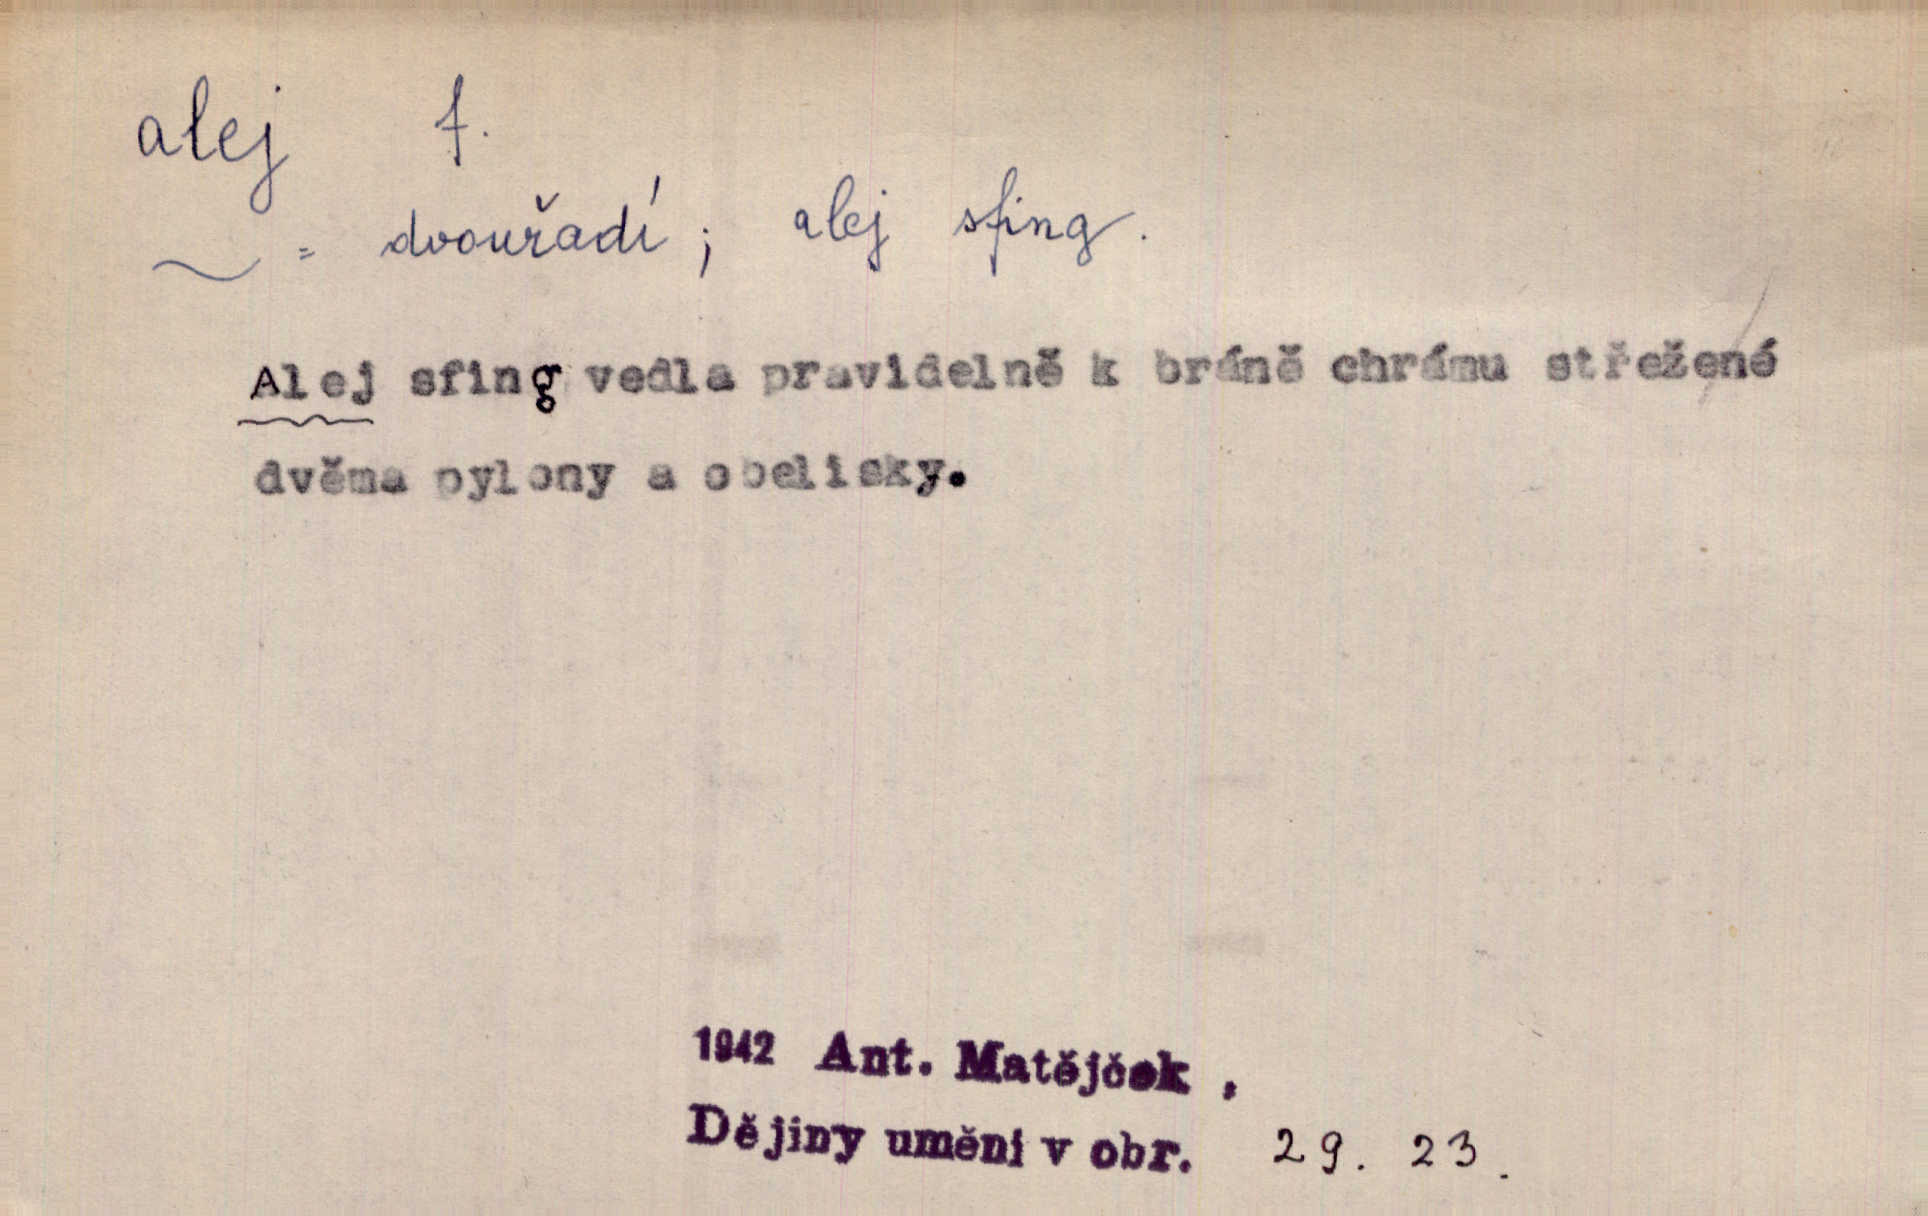 alej f.
~ = dvouřadí; alej sfing.
Alej sfing vedla pravidelně k bráně chrámu střežené
dvěma pylony a obelisky.
1942 Ant. Matějček,
Dějiny umění v obr. 29. 23.